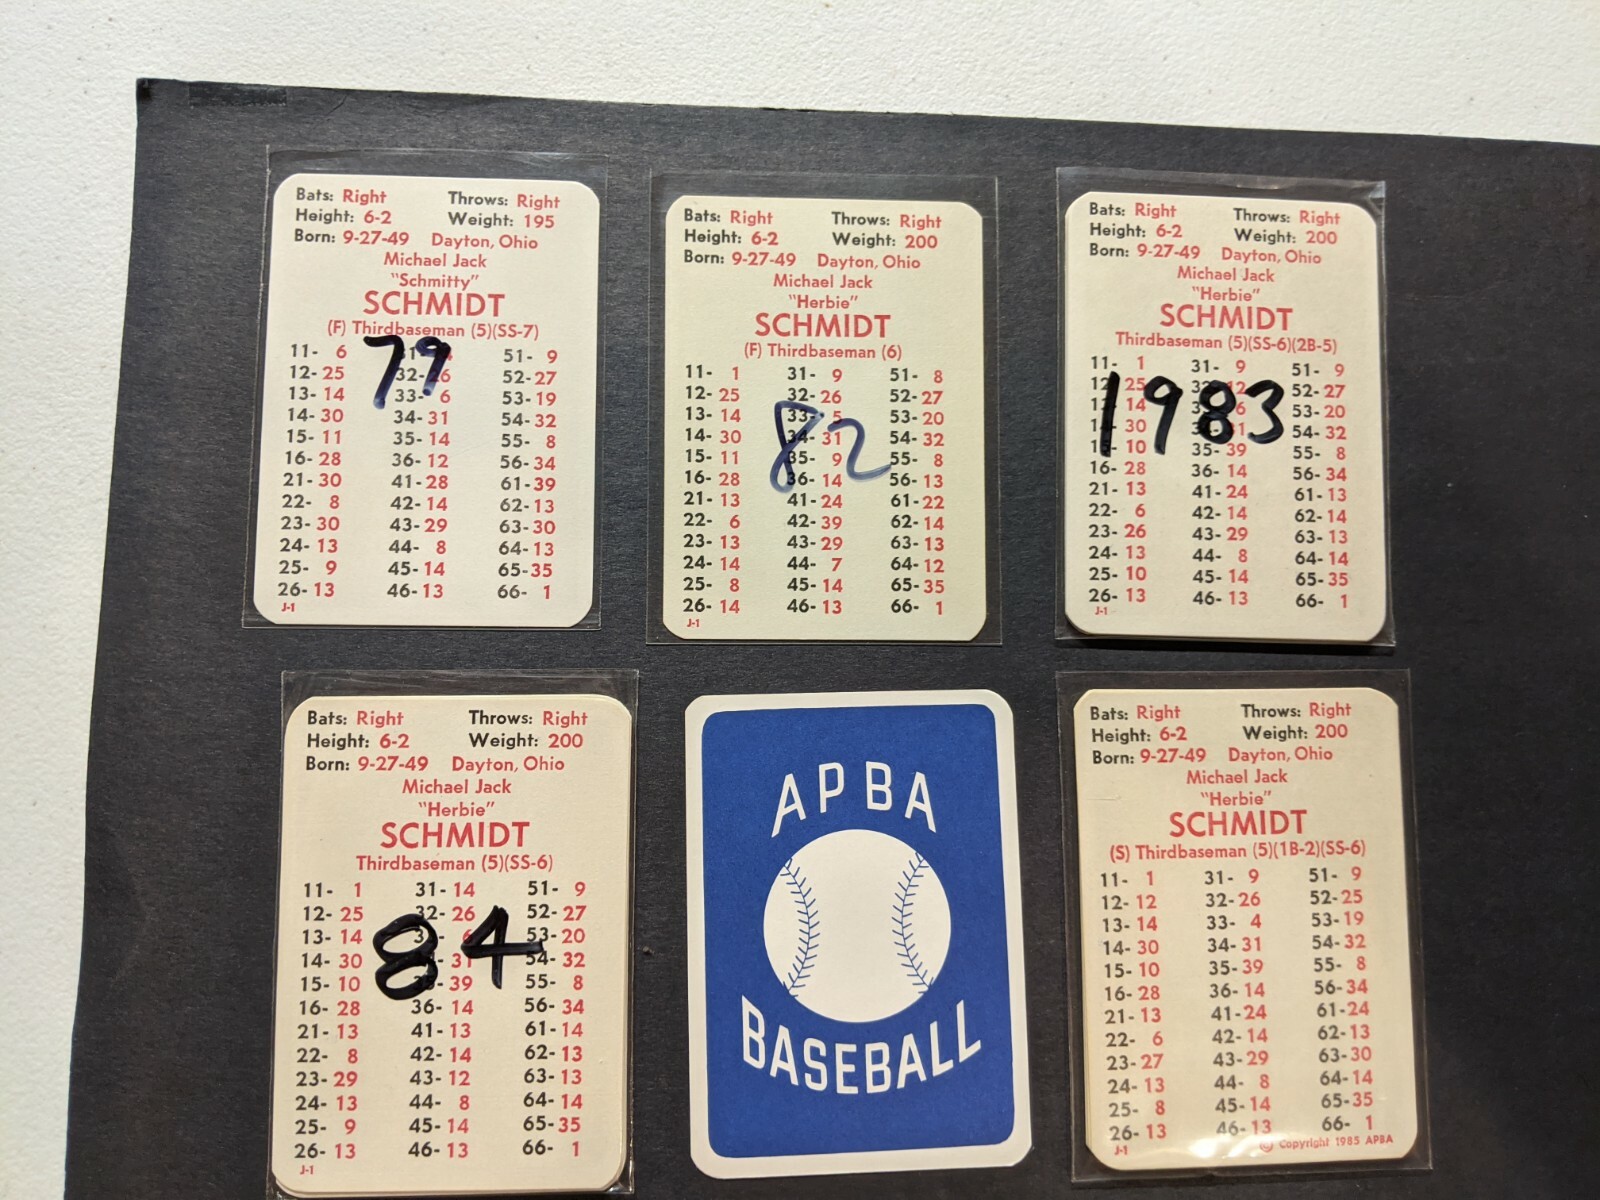 Bats: Right Throws: Right
Height: 6-2 Weight: 195
Born: 9-27-49 Dayton, Ohio
Michael Jack
"Schmitty"
SCHMIDT
(F) Thirdbaseman (5)(SS-7)
79
11- 6 51- 9
12- 25 32- 26 52- 27
13- 14 33- 6 53- 19
14- 30 34- 31 54- 32
15- 11 35- 14 55- 8
16- 28 36- 12 56- 34
21- 30 41- 28 61- 39
22- 8 42- 14 62- 13
23- 30 43- 29 63- 30
24- 13 44- 8 64- 13
25- 9 45- 14 65- 35
26- 13 46- 13 66- 1
J-1
Bats: Right Throws: Right
Height: 6-2 Weight: 200
Born: 9-27-49 Dayton, Ohio
Michael Jack
"Herbie"
SCHMIDT
(F) Thirdbaseman (6)
82
11- 1 31- 9 51- 8
12- 25 32- 26 52- 27
13- 14 33- 5 53- 20
14- 30 34- 31 54- 32
15- 11 35- 9 55- 8
16- 28 36- 14 56- 13
21- 13 41- 24 61- 22
22- 6 42- 39 62- 14
23- 13 43- 29 63- 13
24- 14 44- 7 64- 12
25- 8 45- 14 65- 35
26- 14 46- 13 66- 1
J-1
Bats: Right Throws: Right
Height: 6-2 Weight: 200
Born: 9-27-49 Dayton, Ohio
Michael Jack
"Herbie"
SCHMIDT
Thirdbaseman (5)(SS-6)(2B-5)
1983
11- 1 31- 9 51- 9
12- 25 52- 27
14 53- 20
30 54- 32
10 35- 39 55- 8
16- 28 36- 14 56- 34
21- 13 41- 24 61- 13
22- 6 42- 14 62- 14
23- 26 43- 29 63- 13
24- 13 44- 8 64- 14
25- 10 45- 14 65- 35
26- 13 46- 13 66- 1
J-1
Bats: Right Throws: Right
Height: 6-2 Weight: 200
Born: 9-27-49 Dayton, Ohio
Michael Jack
"Herbie"
SCHMIDT
Thirdbaseman (5)(SS-6)
84
11- 1 31- 14 51- 9
12- 25 32- 26 52- 27
13- 14 53- 20
14- 30 31 54- 32
15- 10 39 55- 8
16- 28 36- 14 56- 34
21- 13 41- 13 61- 14
22- 8 42- 14 62- 13
23- 29 43- 12 63- 13
24- 13 44- 8 64- 14
25- 9 45- 14 65- 35
26- 13 46- 13 66- 1
J-1
APBA
BASEBALL
Bats: Right Throws: Right
Height: 6-2 Weight: 200
Born: 9-27-49 Dayton, Ohio
Michael Jack
"Herbie"
SCHMIDT
(S) Thirdbaseman (5)(1B-2)(SS-6)
11- 1 31- 9 51- 9
12- 12 32- 26 52- 25
13- 14 33- 4 53- 19
14- 30 34- 31 54- 32
15- 10 35- 39 55- 8
16- 28 36- 14 56- 34
21- 13 41- 24 61- 24
22- 6 42- 14 62- 13
23- 27 43- 29 63- 30
24- 13 44- 8 64- 14
25- 8 45- 14 65- 35
26- 13 46- 13 66- 1
J-1 © Copyright 1985 APBA